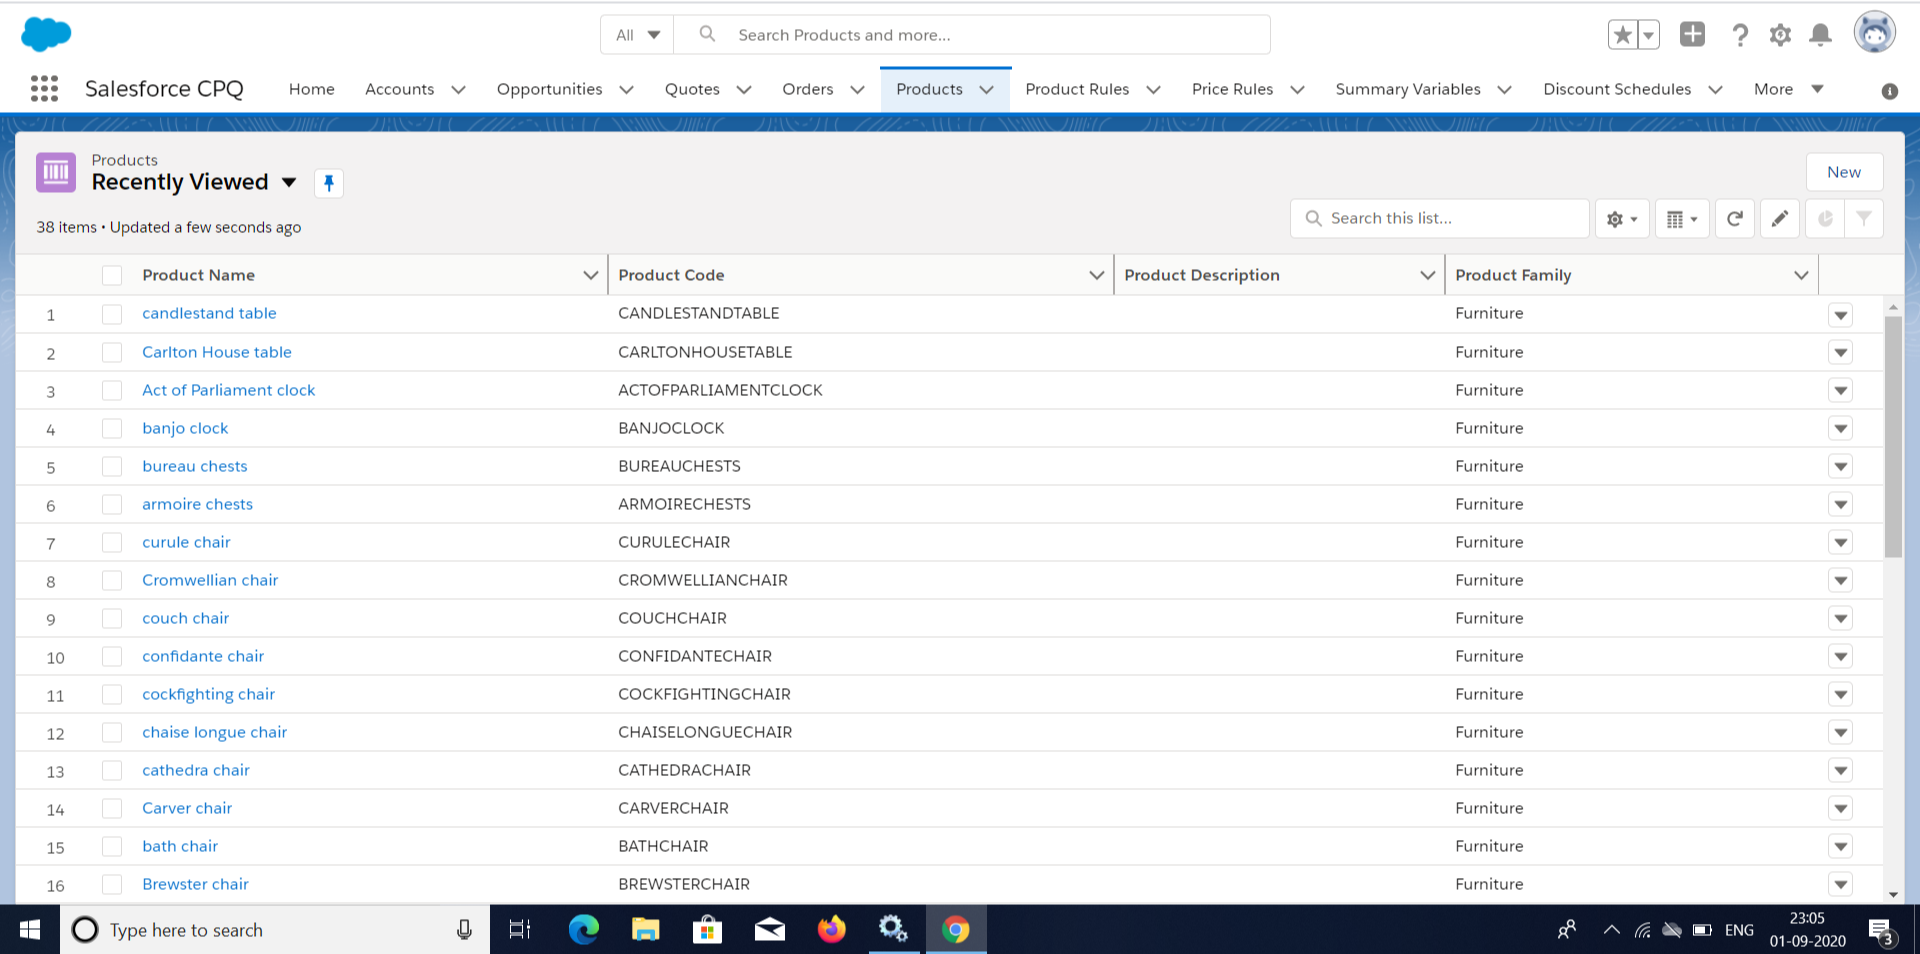 All
Search Products and more...
Salesforce CPQ
Home
Accounts
Opportunities
Quotes
Orders
Products
Product Rules
Price Rules
Summary Variables
Discount Schedules
More
Products
Recently Viewed
New
38 items • Updated a few seconds ago
Search this list...
Product Name
Product Code
Product Description
Product Family
1 candlestand table CANDLESTANDTABLE Furniture
2 Carlton House table CARLTONHOUSETABLE Furniture
3 Act of Parliament clock ACTOFPARLIAMENTCLOCK Furniture
4 banjo clock BANJOCLOCK Furniture
5 bureau chests BUREAUCHESTS Furniture
6 armoire chests ARMOIRECHESTS Furniture
7 curule chair CURULECHAIR Furniture
8 Cromwellian chair CROMWELLIANCHAIR Furniture
9 couch chair COUCHCHAIR Furniture
10 confidante chair CONFIDANTECHAIR Furniture
11 cockfighting chair COCKFIGHTINGCHAIR Furniture
12 chaise longue chair CHAISELONGUECHAIR Furniture
13 cathedra chair CATHEDRACHAIR Furniture
14 Carver chair CARVERCHAIR Furniture
15 bath chair BATHCHAIR Furniture
16 Brewster chair BREWSTERCHAIR Furniture
Type here to search
ENG
23:05
01-09-2020
3